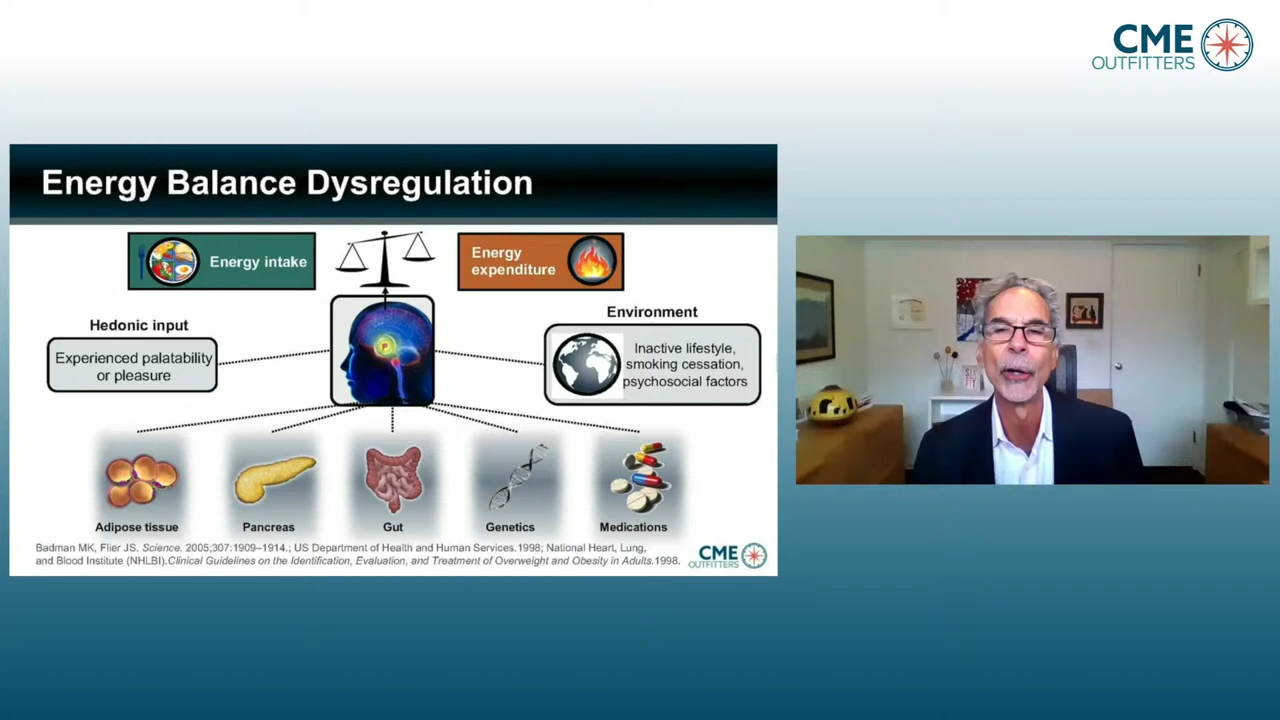 CME
OUTFITTERS
Energy Balance Dysregulation
Energy intake
Energy
expenditure
Hedonic input
Experienced palatability
or pleasure
Environment
Inactive lifestyle,
smoking cessation,
psychosocial factors
Adipose tissue
Pancreas
Gut
Genetics
Medications
Badman MK, Flier JS. Science. 2005;307:1909–1914.; US Department of Health and Human Services.1998; National Heart, Lung,
and Blood Institute (NHLBI).Clinical Guidelines on the Identification, Evaluation, and Treatment of Overweight and Obesity in Adults.1998.
CME
OUTFITTERS